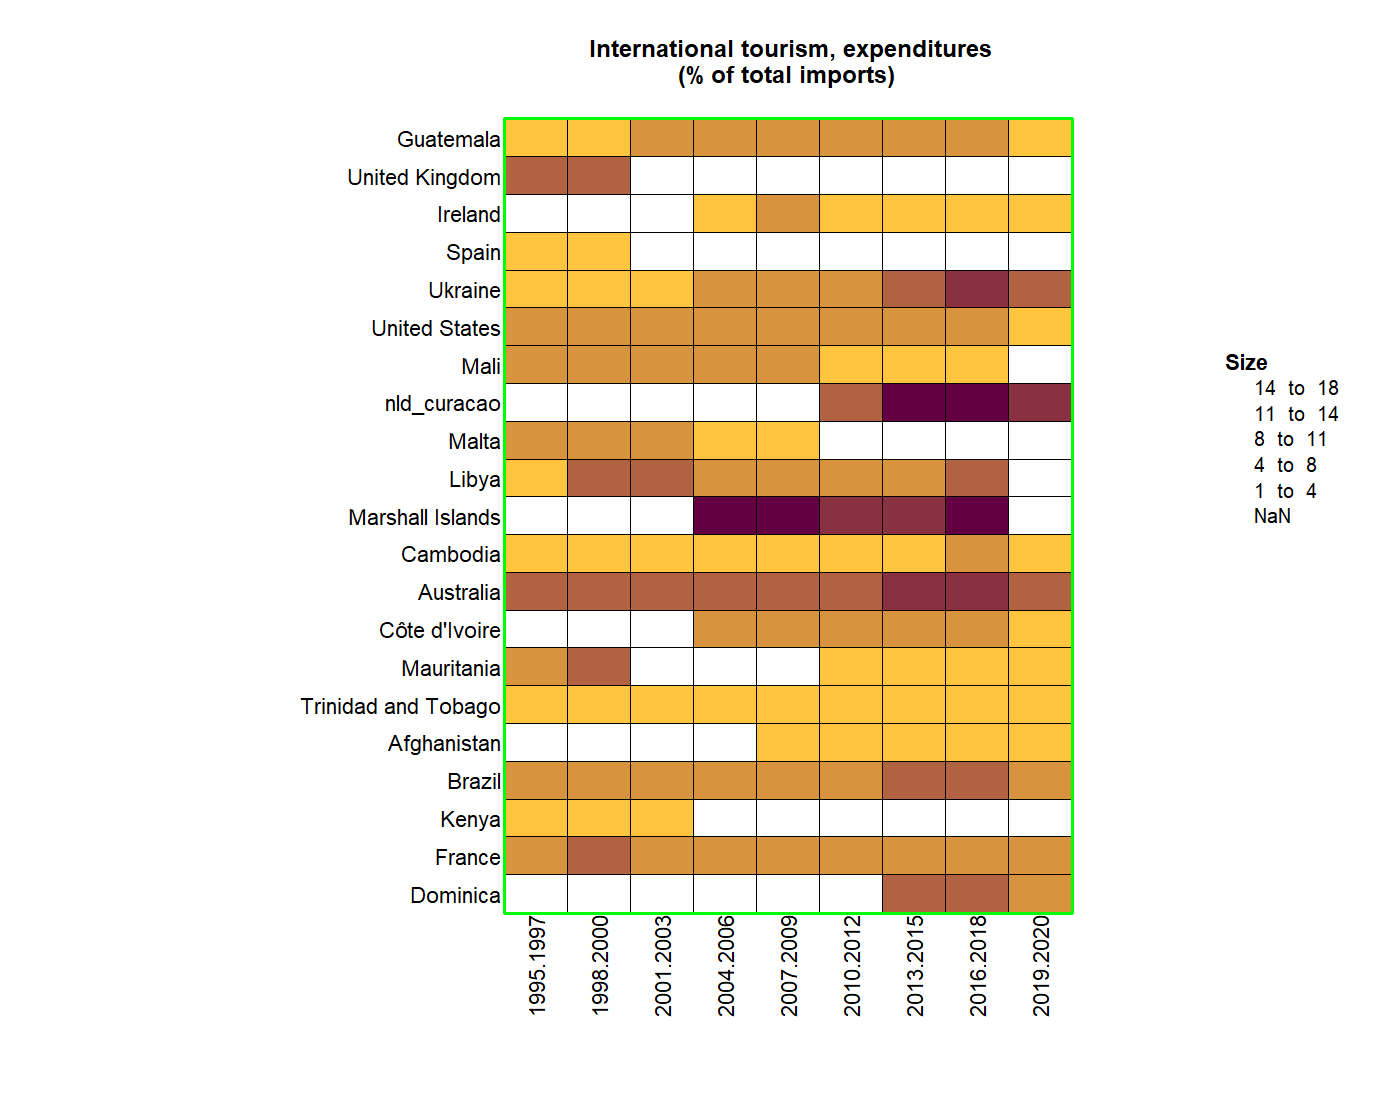 International tourism, expenditures
(% of total imports)
Guatemala
United Kingdom
Ireland
Spain
Ukraine
United States
Mali
nld_curacao
Malta
Libya
Marshall Islands
Cambodia
Australia
Côte d'Ivoire
Mauritania
Trinidad and Tobago
Afghanistan
Brazil
Kenya
France
Dominica
1995.1997
1998.2000
2001.2003
2004.2006
2007.2009
2010.2012
2013.2015
2016.2018
2019.2020
Size
14 to 18
11 to 14
8 to 11
4 to 8
1 to 4
NaN